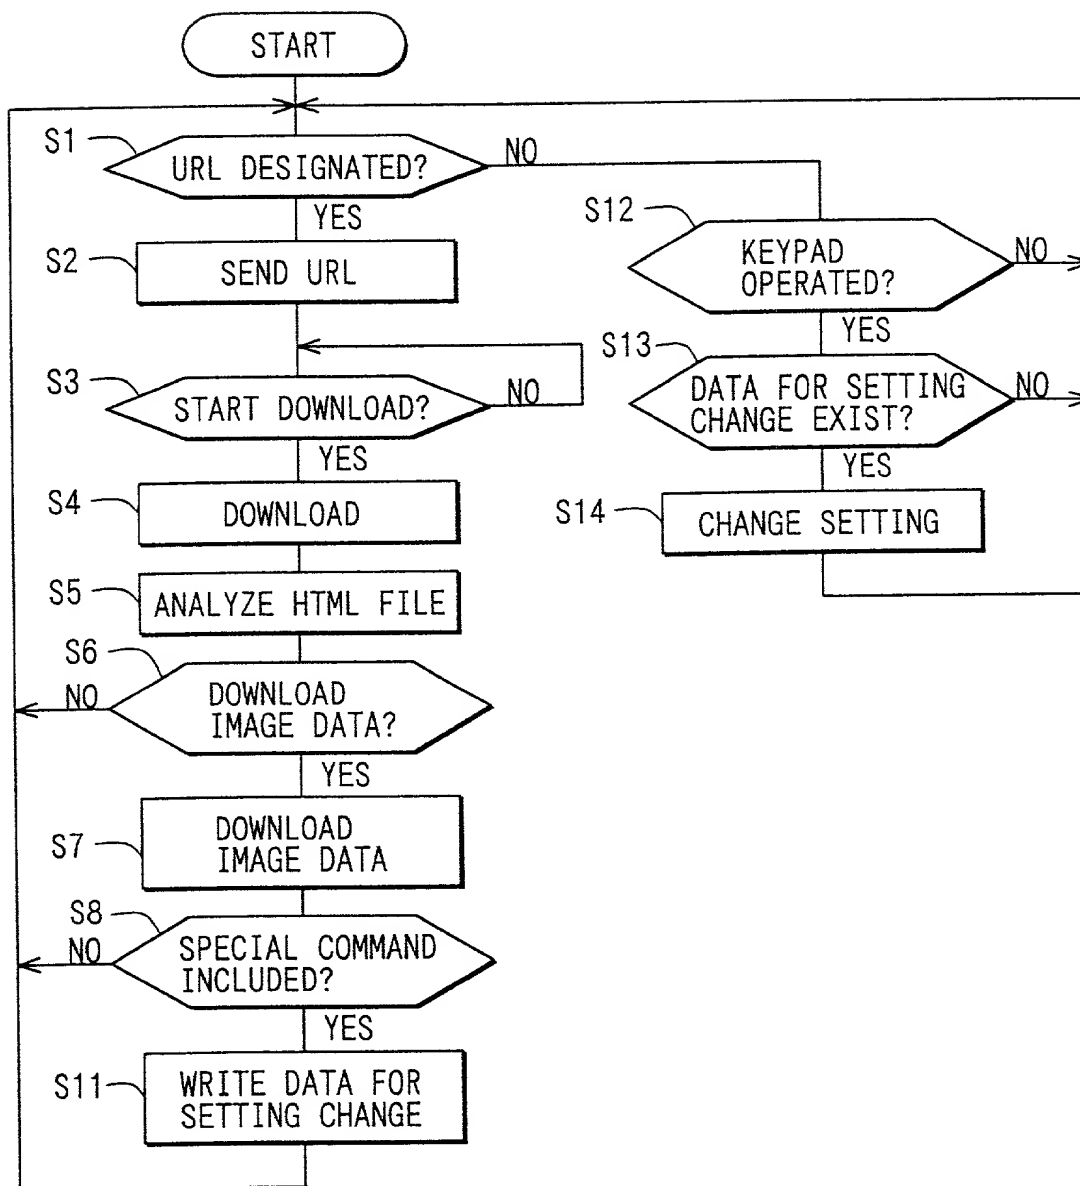 START
S1
URL DESIGNATED?
NO
YES
S2
SEND URL
S3
START DOWNLOAD?
NO
YES
S4
DOWNLOAD
S5
ANALYZE HTML FILE
S6
NO
DOWNLOAD
IMAGE DATA?
YES
S7
DOWNLOAD
IMAGE DATA
S8
NO
SPECIAL COMMAND
INCLUDED?
YES
S11
WRITE DATA FOR
SETTING CHANGE
S12
KEYPAD
OPERATED?
NO
YES
S13
DATA FOR SETTING
CHANGE EXIST?
NO
YES
S14
CHANGE SETTING